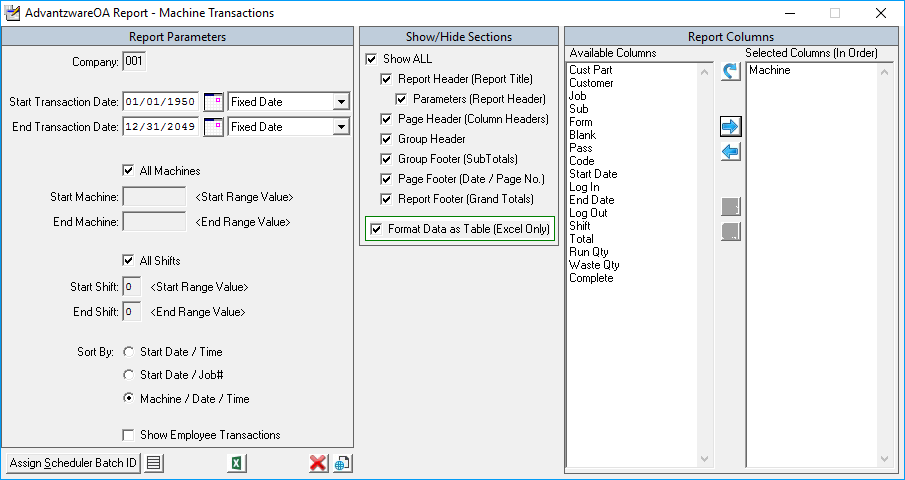 AdvantzwareOA Report - Machine Transactions
Report Parameters
Company: 001
Start Transaction Date: 01/01/1950 Fixed Date
End Transaction Date: 12/31/2049 Fixed Date
All Machines
Start Machine: <Start Range Value>
End Machine: <End Range Value>
All Shifts
Start Shift: 0 <Start Range Value>
End Shift: 0 <End Range Value>
Sort By: Start Date / Time
Start Date / Job#
Machine / Date / Time
Show Employee Transactions
Assign Scheduler Batch ID
Show/Hide Sections
Show ALL
Report Header (Report Title)
Parameters (Report Header)
Page Header (Column Headers)
Group Header
Group Footer (SubTotals)
Page Footer (Date / Page No.)
Report Footer (Grand Totals)
Format Data as Table (Excel Only)
Report Columns
Available Columns
Cust Part
Customer
Job
Sub
Form
Blank
Pass
Code
Start Date
Log In
End Date
Log Out
Shift
Total
Run Qty
Waste Qty
Complete
Selected Columns (In Order)
Machine